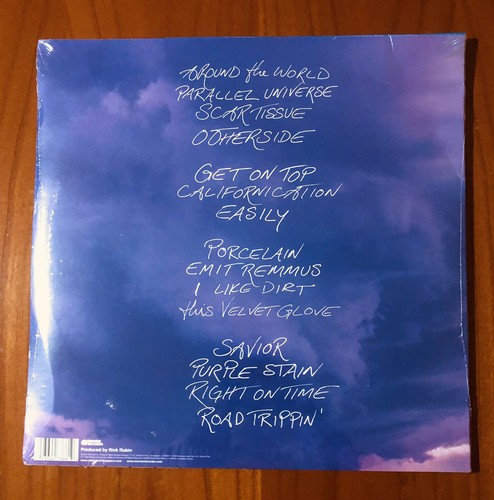 AROUND the WORLD
PARALLEL UNIVERSE
SCAR TISSUE
OTHERSIDE
GET ON TOP
CALIFORNICATION
EASILY
PORCELAIN
EMIT REMMUS
I LIKE DIRT
this VELVET GLOVE
SAVIOR
PURPLE STAIN
RIGHT ON TIME
ROAD TRIPPIN'
Produced by Rick Rubin